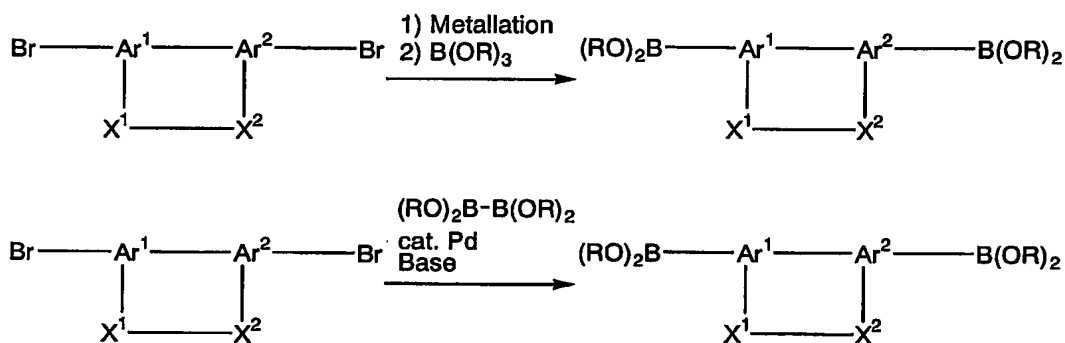 1) Metallation
2) B(OR)₃
Br Ar¹ Ar² Br (RO)₂B Ar¹ Ar² B(OR)₂
X¹ X² X¹ X²
(RO)₂B-B(OR)₂
cat. Pd
Base
Br Ar¹ Ar² Br (RO)₂B Ar¹ Ar² B(OR)₂
X¹ X² X¹ X²